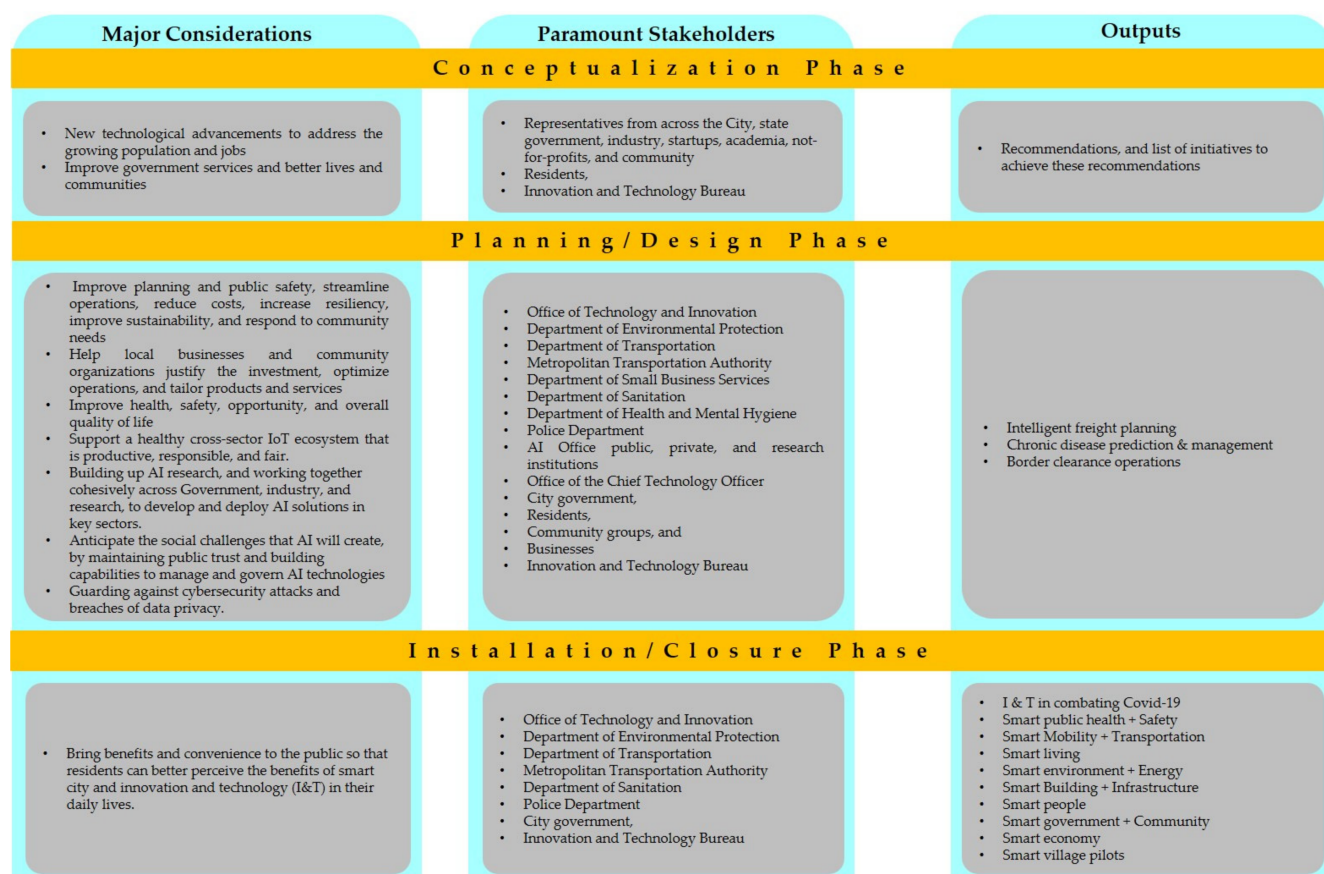 Major Considerations
Paramount Stakeholders
Outputs
Conceptualization Phase
• New technological advancements to address the
growing population and jobs
• Improve government services and better lives and
communities
• Representatives from across the City, state
government, industry, startups, academia, not-
for-profits, and community
• Residents,
• Innovation and Technology Bureau
• Recommendations, and list of initiatives to
achieve these recommendations
Planning/Design Phase
• Improve planning and public safety, streamline
operations, reduce costs, increase resiliency,
improve sustainability, and respond to community
needs
• Help local businesses and community
organizations justify the investment, optimize
operations, and tailor products and services
• Improve health, safety, opportunity, and overall
quality of life
• Support a healthy cross-sector IoT ecosystem that
is productive, responsible, and fair.
• Building up AI research, and working together
cohesively across Government, industry, and
research, to develop and deploy AI solutions in
key sectors.
• Anticipate the social challenges that AI will create,
by maintaining public trust and building
capabilities to manage and govern AI technologies
• Guarding against cybersecurity attacks and
breaches of data privacy.
• Office of Technology and Innovation
• Department of Environmental Protection
• Department of Transportation
• Metropolitan Transportation Authority
• Department of Small Business Services
• Department of Sanitation
• Department of Health and Mental Hygiene
• Police Department
• AI Office public, private, and research
institutions
• Office of the Chief Technology Officer
• City government,
• Residents,
• Community groups, and
• Businesses
• Innovation and Technology Bureau
• Intelligent freight planning
• Chronic disease prediction & management
• Border clearance operations
Installation/Closure Phase
• Bring benefits and convenience to the public so that
residents can better perceive the benefits of smart
city and innovation and technology (I&T) in their
daily lives.
• Office of Technology and Innovation
• Department of Environmental Protection
• Department of Transportation
• Metropolitan Transportation Authority
• Department of Sanitation
• Police Department
• City government,
• Innovation and Technology Bureau
• I & T in combating Covid-19
• Smart public health + Safety
• Smart Mobility + Transportation
• Smart living
• Smart environment + Energy
• Smart Building + Infrastructure
• Smart people
• Smart government + Community
• Smart economy
• Smart village pilots